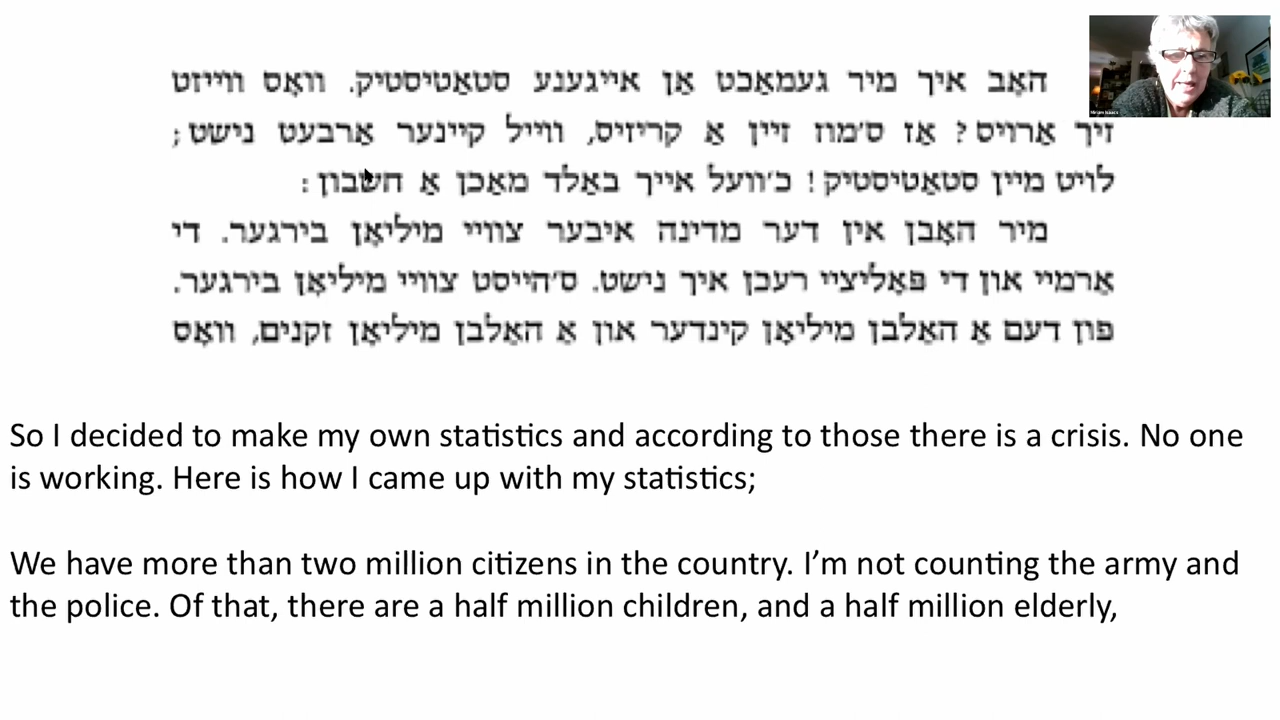 האָב איך מיר געמאַכט אַן אייגענע סטאַטיסטיק. וואָס ווייזט
זיך אַרויס? אַז ס׳מוז זיין אַ קריזיס, ווייל קיינער אַרבעט נישט;
לויט מיין סטאַטיסטיק! כ׳וועל אייך באַלד מאַכן אַ חשבון:
מיר האָבן אין דער מדינה איבער צוויי מיליאָן בירגער. די
אַרמיי און די פּאָליציי רעכן איך נישט. ס׳הייסט צוויי מיליאָן בירגער.
פון דעם אַ האַלבן מיליאָן קינדער און אַ האַלבן מיליאָן זקנים, וואָס
So I decided to make my own statistics and according to those there is a crisis. No one
is working. Here is how I came up with my statistics;
We have more than two million citizens in the country. I’m not counting the army and
the police. Of that, there are a half million children, and a half million elderly,